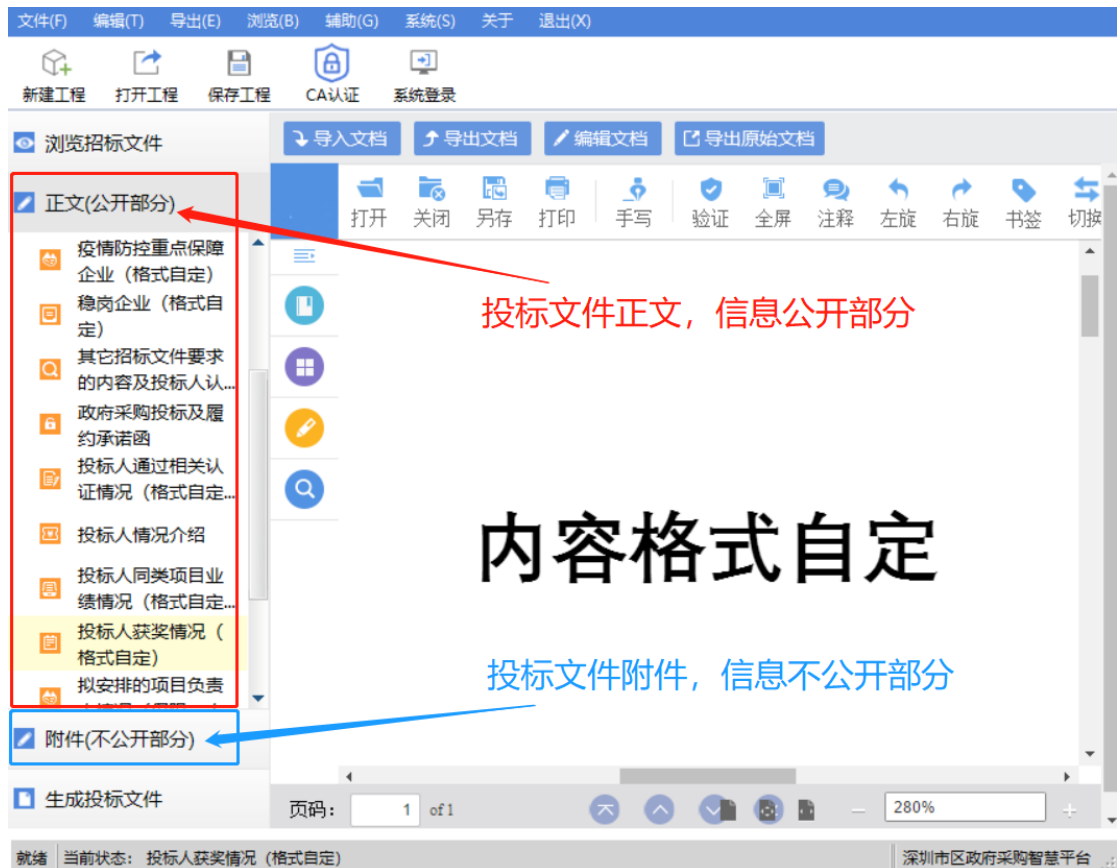 文件(F) 编辑(T) 导出(E) 浏览(B) 辅助(G) 系统(S) 关于 退出(X)
新建工程 打开工程 保存工程 CA认证 系统登录
浏览招标文件
导入文档 导出文档 编辑文档 导出原始文档
正文(公开部分)
打开 关闭 另存 打印 手写 验证 全屏 注释 左旋 右旋 书签 切换
疫情防控重点保障
企业（格式自定）
稳岗企业（格式自
定）
其它招标文件要求
的内容及投标人认...
政府采购投标及履
约承诺函
投标人通过相关认
证情况（格式自定...
投标人情况介绍
投标人同类项目业
绩情况（格式自定...
投标人获奖情况（
格式自定）
拟安排的项目负责
投标文件正文，信息公开部分
内容格式自定
投标文件附件，信息不公开部分
附件(不公开部分)
生成投标文件
页码: 1 of 1 280%
就绪 当前状态: 投标人获奖情况（格式自定） 深圳市区政府采购智慧平台